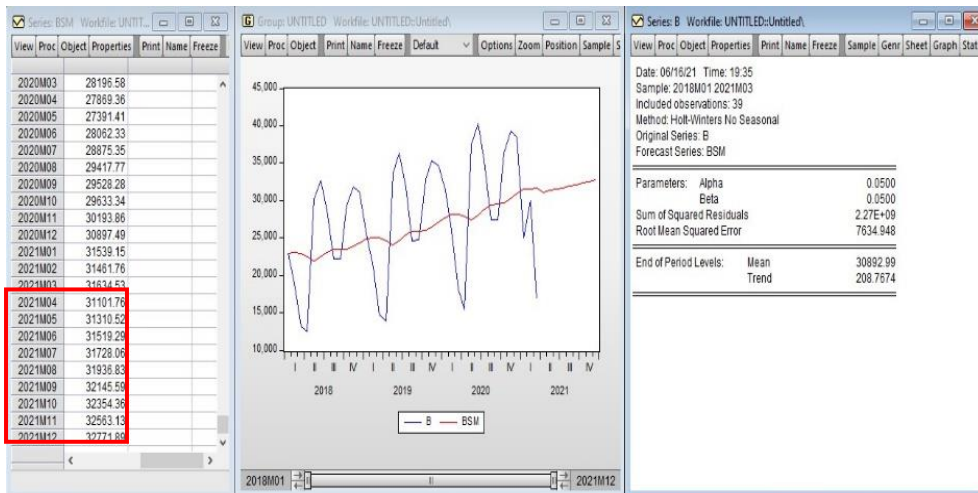 Series: BSM Workfile: UNTIT...
View Proc Object Properties Print Name Freeze
2020M03 28196.58
2020M04 27869.36
2020M05 27391.41
2020M06 28062.33
2020M07 28875.35
2020M08 29417.77
2020M09 29528.28
2020M10 29633.34
2020M11 30193.86
2020M12 30897.49
2021M01 31539.15
2021M02 31461.76
2021M03 31634.53
2021M04 31101.76
2021M05 31310.52
2021M06 31519.29
2021M07 31728.06
2021M08 31936.83
2021M09 32145.59
2021M10 32354.36
2021M11 32563.13
2021M12 32771.89
G Group: UNTITLED Workfile: UNTITLED::Untitled\
View Proc Object Print Name Freeze Default Options Zoom Position Sample S
45,000
40,000
35,000
30,000
25,000
20,000
15,000
10,000
I II III IV I II III IV I II III IV I II III IV
2018 2019 2020 2021
B BSM
2018M01 2021M12
Series: B Workfile: UNTITLED::Untitled\
View Proc Object Properties Print Name Freeze Sample Genr Sheet Graph Stat
Date: 06/16/21 Time: 19:35
Sample: 2018M01 2021M03
Included observations: 39
Method: Holt-Winters No Seasonal
Original Series: B
Forecast Series: BSM
Parameters: Alpha 0.0500
Beta 0.0500
Sum of Squared Residuals 2.27E+09
Root Mean Squared Error 7634.948
End of Period Levels: Mean 30892.99
Trend 208.7674